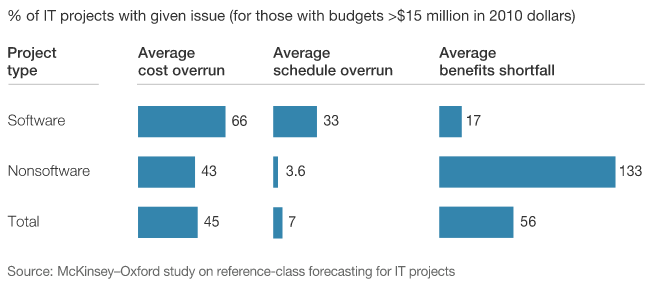 % of IT projects with given issue (for those with budgets >$15 million in 2010 dollars)
Project type
Average cost overrun
Average schedule overrun
Average benefits shortfall
Software 66 33 17
Nonsoftware 43 3.6 133
Total 45 7 56
Source: McKinsey–Oxford study on reference-class forecasting for IT projects